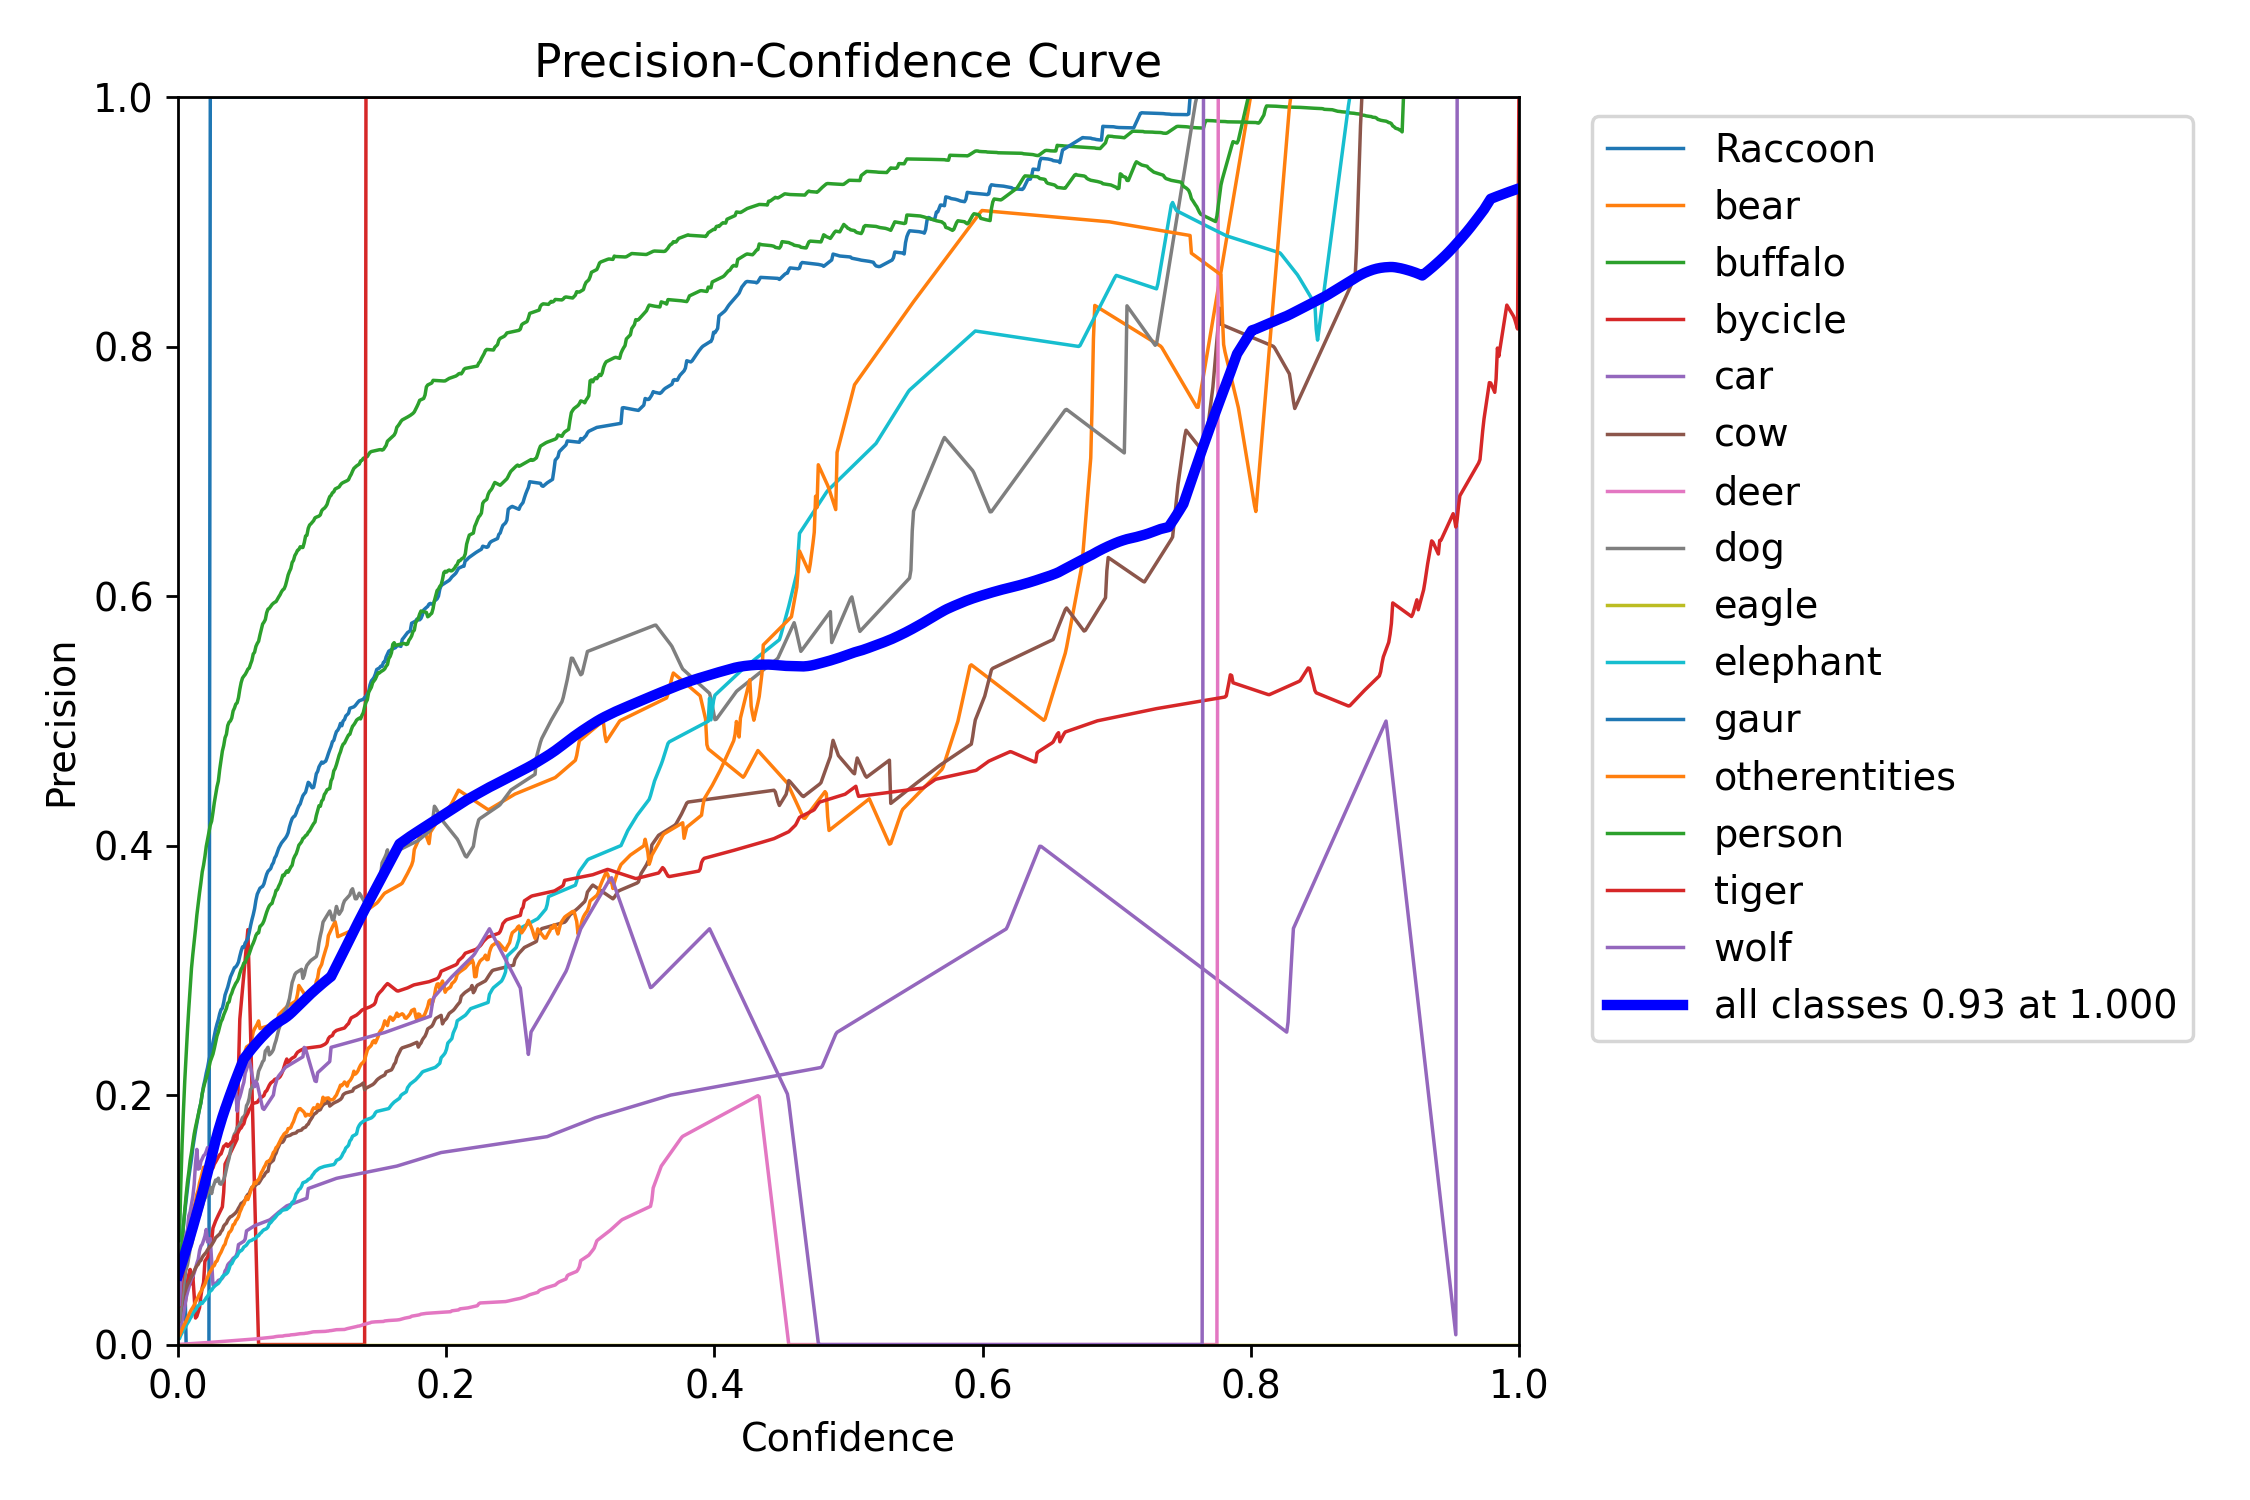 Precision-Confidence Curve
1.0
0.8
0.6
0.4
0.2
0.0
Precision
0.0 0.2 0.4 0.6 0.8 1.0
Confidence
Raccoon
bear
buffalo
bycicle
car
cow
deer
dog
eagle
elephant
gaur
otherentities
person
tiger
wolf
all classes 0.93 at 1.000